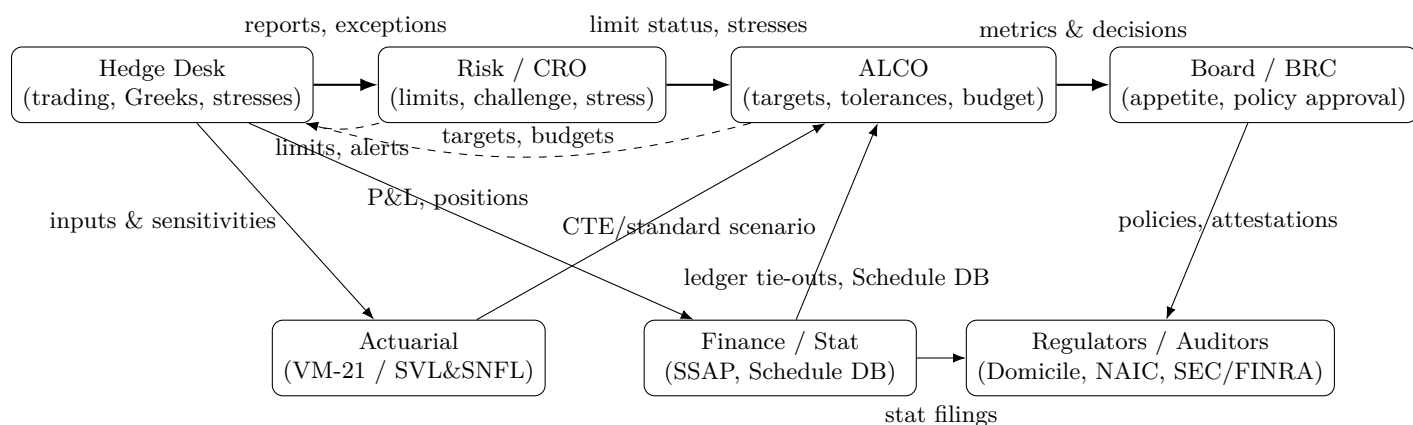 reports, exceptions
limit status, stresses
metrics & decisions
Hedge Desk
(trading, Greeks, stresses)
Risk / CRO
(limits, challenge, stress)
ALCO
(targets, tolerances, budget)
Board / BRC
(appetite, policy approval)
targets, budgets
limits, alerts
P&L, positions
inputs & sensitivities
CTE/standard scenario
policies, attestations
ledger tie-outs, Schedule DB
Actuarial
(VM-21 / SVL&SNFL)
Finance / Stat
(SSAP, Schedule DB)
Regulators / Auditors
(Domicile, NAIC, SEC/FINRA)
stat filings